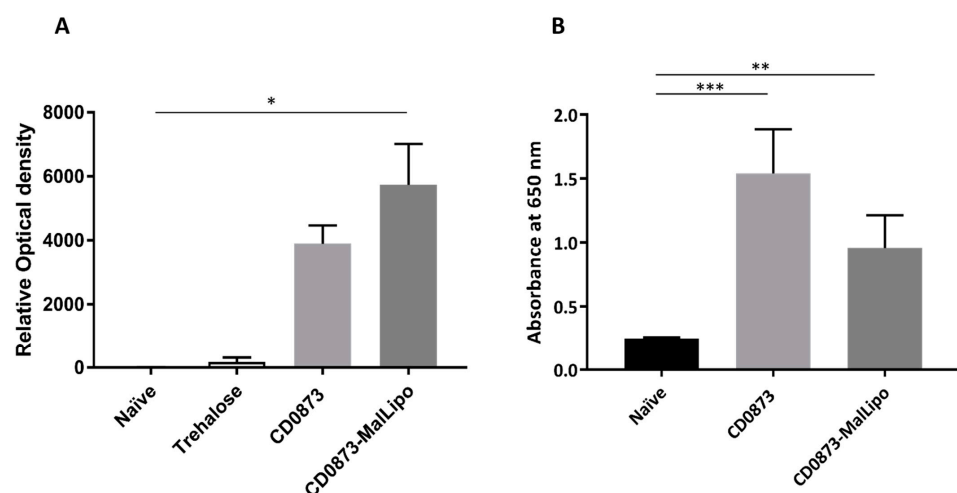 A
*
8000
6000
4000
2000
0
Relative Optical density
Naïve
Trehalose
CD0873
CD0873-MalLipo
B
**
***
2.0
1.5
1.0
0.5
0.0
Absorbance at 650 nm
Naïve
CD0873
CD0873-MalLipo